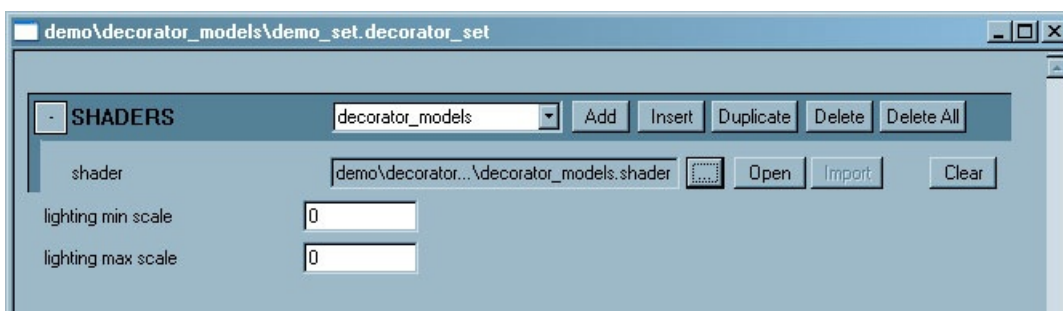 demo\decorator_models\demo_set.decorator_set
- SHADERS decorator_models Add Insert Duplicate Delete Delete All
shader demo\decorator...\decorator_models.shader ... Open Import Clear
lighting min scale 0
lighting max scale 0